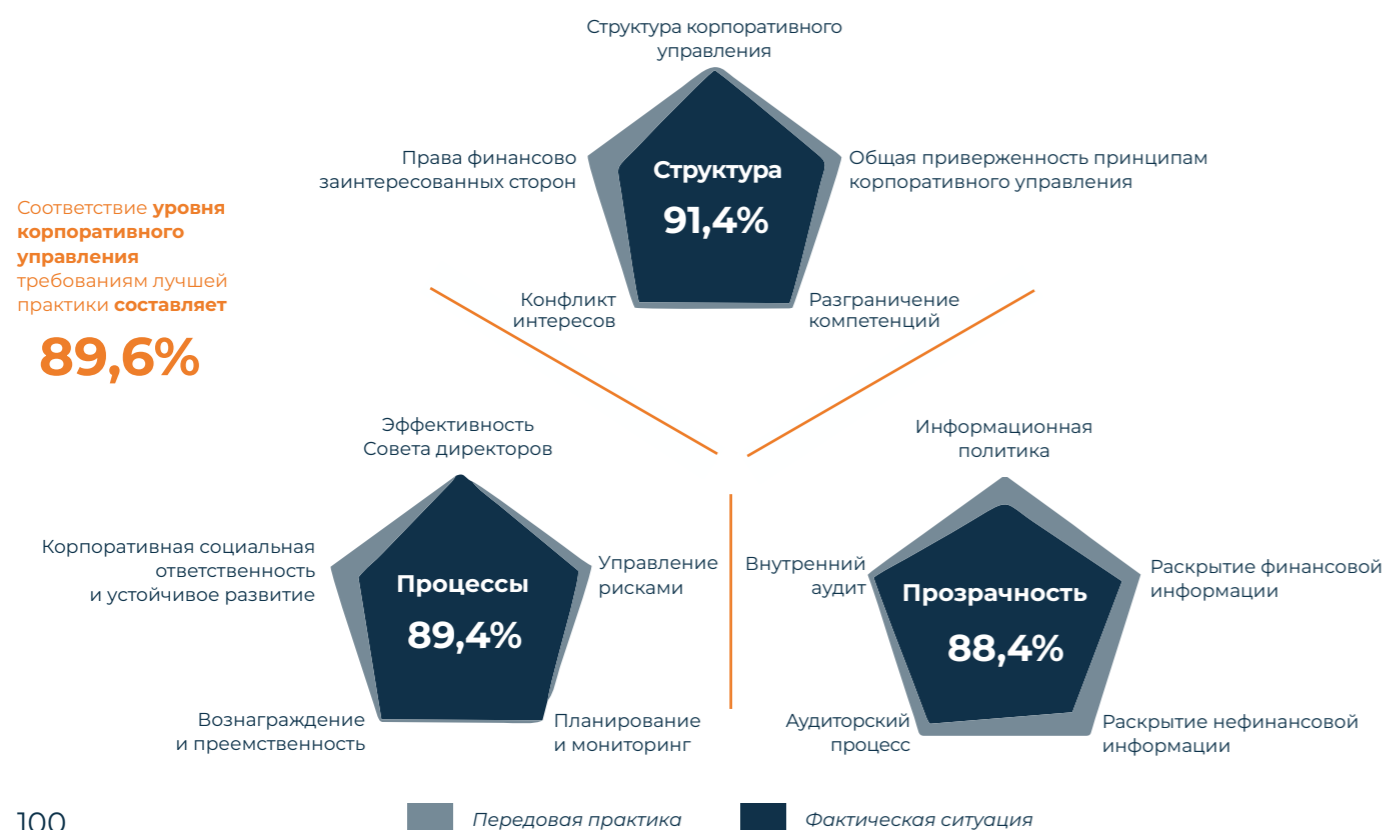 Структура корпоративного
управления
Права финансово
заинтересованных сторон
Общая приверженность принципам
корпоративного управления
Структура
91,4%
Конфликт
интересов
Разграничение
компетенций
Соответствие уровня
корпоративного
управления
требованиям лучшей
практики составляет
89,6%
Эффективность
Совета директоров
Корпоративная социальная
ответственность
и устойчивое развитие
Управление
рисками
Процессы
89,4%
Вознаграждение
и преемственность
Планирование
и мониторинг
Информационная
политика
Внутренний
аудит
Раскрытие финансовой
информации
Прозрачность
88,4%
Аудиторский
процесс
Раскрытие нефинансовой
информации
100
Передовая практика
Фактическая ситуация